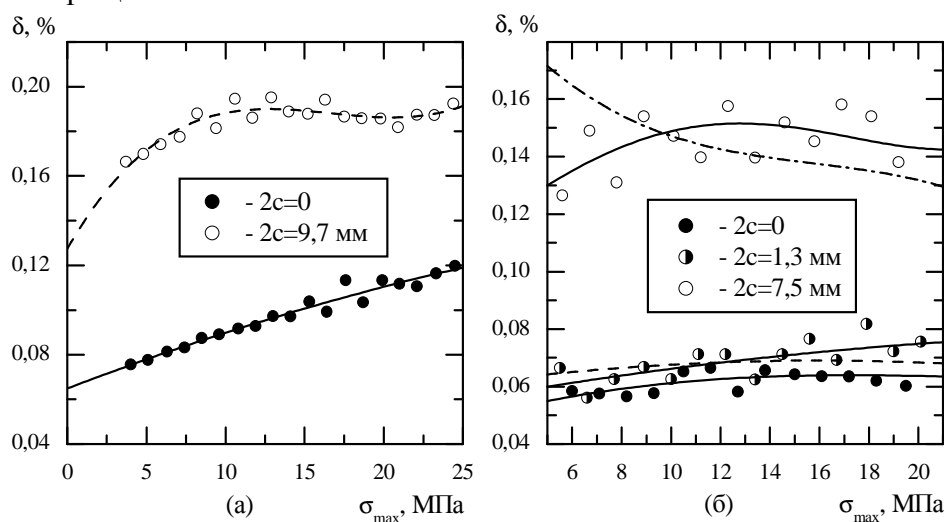 δ, %
0,20
0,16
0,12
0,08
0,04
- 2c=0
- 2c=9,7 мм
0 5 10 15 20 25
(а) σmax, МПа
δ, %
0,16
0,14
0,12
0,10
0,08
0,06
0,04
- 2c=0
- 2c=1,3 мм
- 2c=7,5 мм
6 8 10 12 14 16 18 20
(б) σmax, МПа